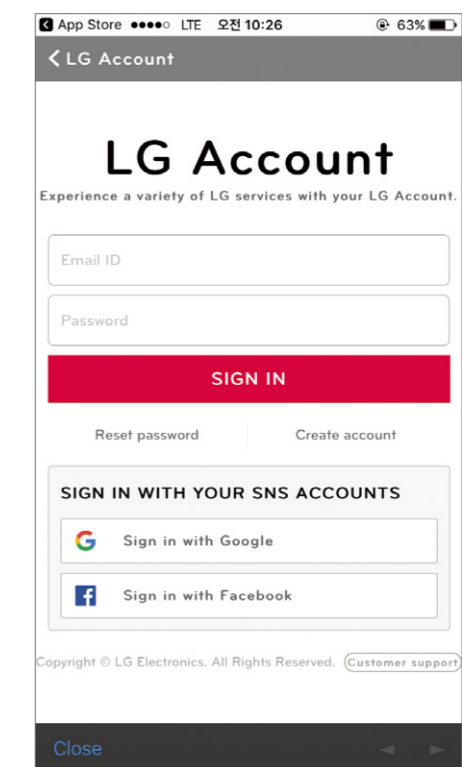 App Store LTE 오전 10:26 63%
LG Account
LG Account
Experience a variety of LG services with your LG Account.
Email ID
Password
SIGN IN
Reset password Create account
SIGN IN WITH YOUR SNS ACCOUNTS
Sign in with Google
Sign in with Facebook
Copyright © LG Electronics. All Rights Reserved. Customer support
Close